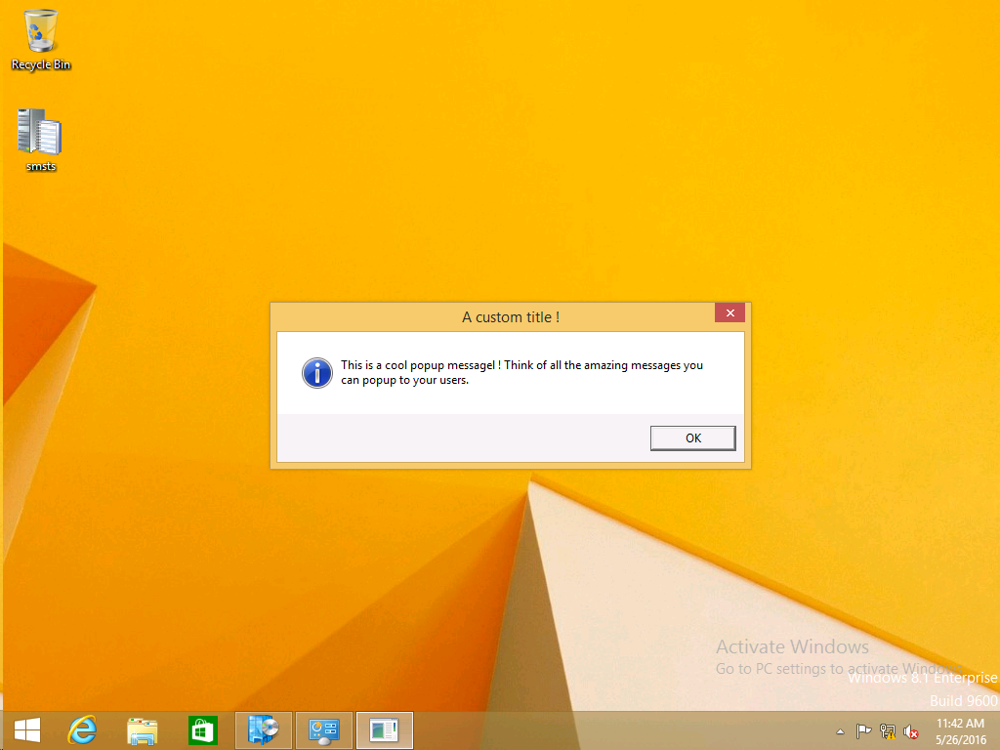 Recycle Bin
smsts
A custom title !
This is a cool popup messagel ! Think of all the amazing messages you
can popup to your users.
OK
Activate Windows
Go to PC settings to activate Windo
Windows 8.1 Enterprise
Build 9600
11:42 AM
5/26/2016